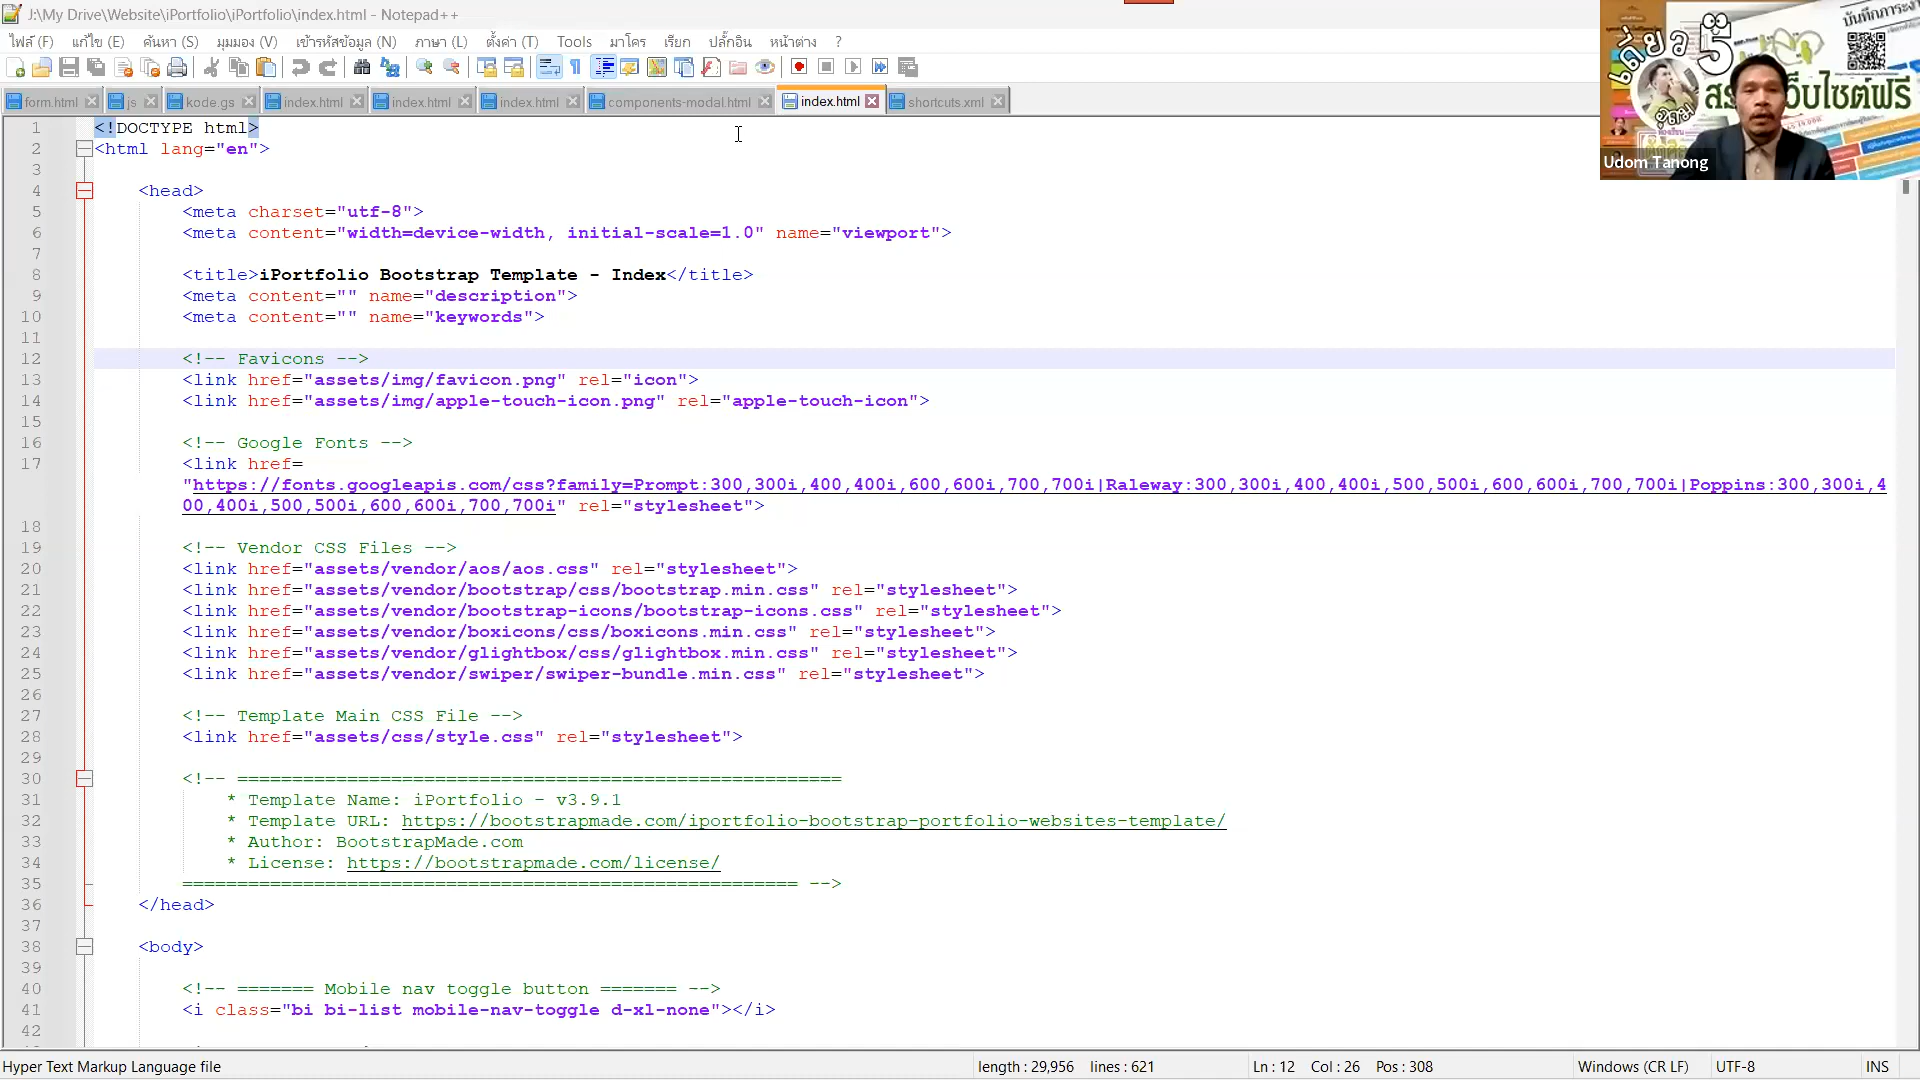 J:\My Drive\Website\iPortfolio\iPortfolio\index.html - Notepad++
ไฟล์ (F) แก้ไข (E) ค้นหา (S) มุมมอง (V) เข้ารหัสข้อมูล (N) ภาษา (L) ตั้งค่า (T) Tools มาโคร เรียก ปลั๊กอิน หน้าต่าง ?
form.html js kode.gs index.html index.html index.html components-modal.html index.html shortcuts.xml
1 <!DOCTYPE html>
2 <html lang="en">
3
4 <head>
5 <meta charset="utf-8">
6 <meta content="width=device-width, initial-scale=1.0" name="viewport">
7
8 <title>iPortfolio Bootstrap Template - Index</title>
9 <meta content="" name="description">
10 <meta content="" name="keywords">
11
12 <!-- Favicons -->
13 <link href="assets/img/favicon.png" rel="icon">
14 <link href="assets/img/apple-touch-icon.png" rel="apple-touch-icon">
15
16 <!-- Google Fonts -->
17 <link href=
"https://fonts.googleapis.com/css?family=Prompt:300,300i,400,400i,600,600i,700,700i|Raleway:300,300i,400,400i,500,500i,600,600i,700,700i|Poppins:300,300i,4
00,400i,500,500i,600,600i,700,700i" rel="stylesheet">
18
19 <!-- Vendor CSS Files -->
20 <link href="assets/vendor/aos/aos.css" rel="stylesheet">
21 <link href="assets/vendor/bootstrap/css/bootstrap.min.css" rel="stylesheet">
22 <link href="assets/vendor/bootstrap-icons/bootstrap-icons.css" rel="stylesheet">
23 <link href="assets/vendor/boxicons/css/boxicons.min.css" rel="stylesheet">
24 <link href="assets/vendor/glightbox/css/glightbox.min.css" rel="stylesheet">
25 <link href="assets/vendor/swiper/swiper-bundle.min.css" rel="stylesheet">
26
27 <!-- Template Main CSS File -->
28 <link href="assets/css/style.css" rel="stylesheet">
29
30 <!-- =======================================================
31 * Template Name: iPortfolio - v3.9.1
32 * Template URL: https://bootstrapmade.com/iportfolio-bootstrap-portfolio-websites-template/
33 * Author: BootstrapMade.com
34 * License: https://bootstrapmade.com/license/
35 ======================================================== -->
36 </head>
37
38 <body>
39
40 <!-- ======= Mobile nav toggle button ======= -->
41 <i class="bi bi-list mobile-nav-toggle d-xl-none"></i>
42
Hyper Text Markup Language file length : 29,956 lines : 621 Ln : 12 Col : 26 Pos : 308 Windows (CR LF) UTF-8 INS
บันทึกภาระงา
เดี่ยว 5
Udom Tanong